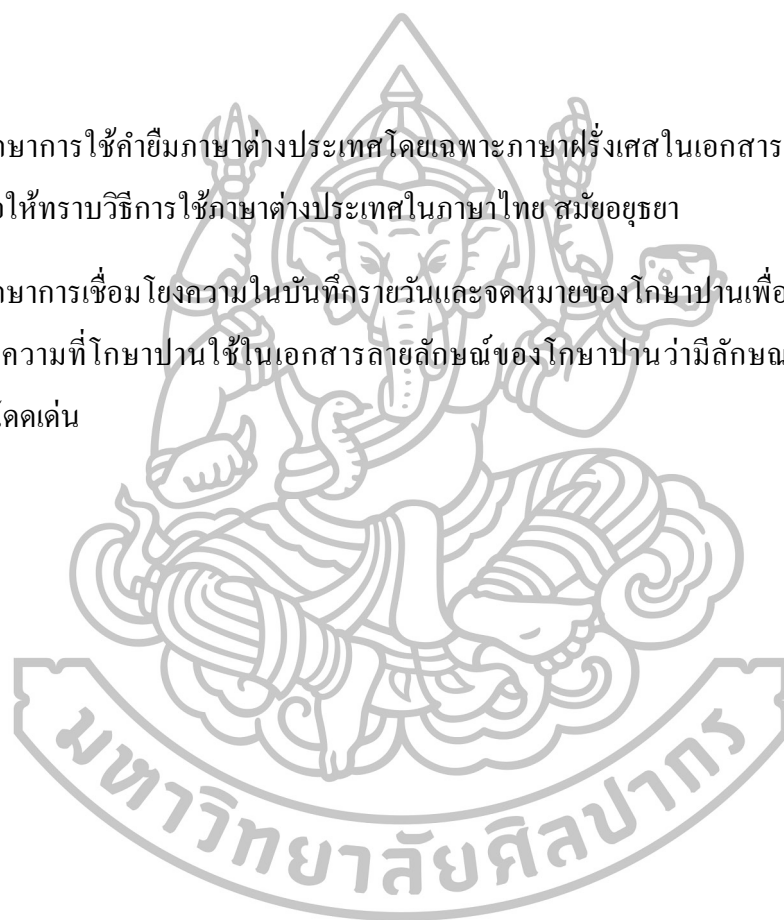 กษาการใช้คำยืมภาษาต่างประเทศโดยเฉพาะภาษาฝรั่งเศสในเอกสาร
อให้ทราบวิธีการใช้ภาษาต่างประเทศในภาษาไทย สมัยอยุธยา
กษาการเชื่อมโยงความในบันทึกรายวันและจดหมายของโกษาปานเพื่อ
ความที่โกษาปานใช้ในเอกสารลายลักษณ์ของโกษาปานว่ามีลักษณ
โดดเด่น
มหาวิทยาลัยศิลปากร